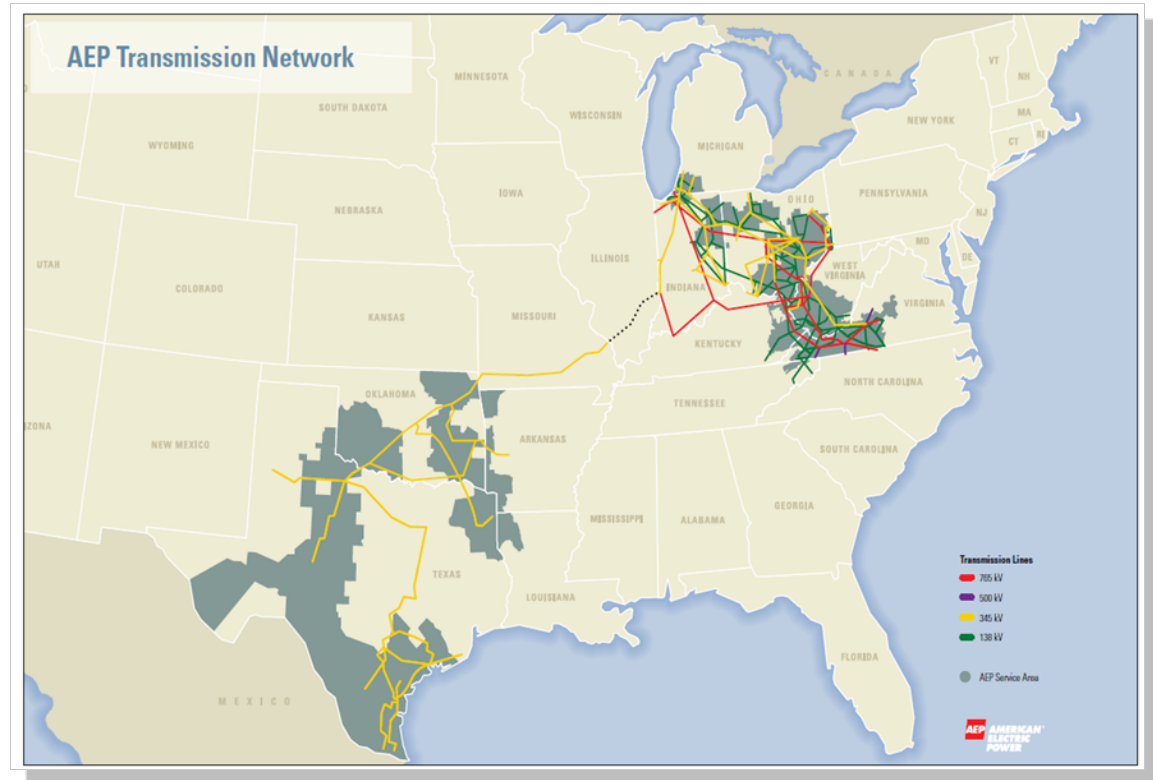 AEP Transmission Network
CANADA
MINNESOTA
VT
NH
SOUTH DAKOTA
WISCONSIN
MA
NEW YORK
CT
RI
WYOMING
MICHIGAN
IOWA
OHIO
PENNSYLVANIA
NEBRASKA
NJ
MD
DE
UTAH
ILLINOIS
WEST
VIRGINIA
COLORADO
INDIANA
VIRGINIA
KANSAS
MISSOURI
KENTUCKY
NORTH CAROLINA
OKLAHOMA
TENNESSEE
IZONA
NEW MEXICO
ARKANSAS
SOUTH CAROLINA
MISSISSIPPI
ALABAMA
GEORGIA
TEXAS
LOUISIANA
FLORIDA
MEXICO
Transmission Lines
765 kV
500 kV
345 kV
138 kV
AEP Service Area
AEP AMERICAN
ELECTRIC
POWER